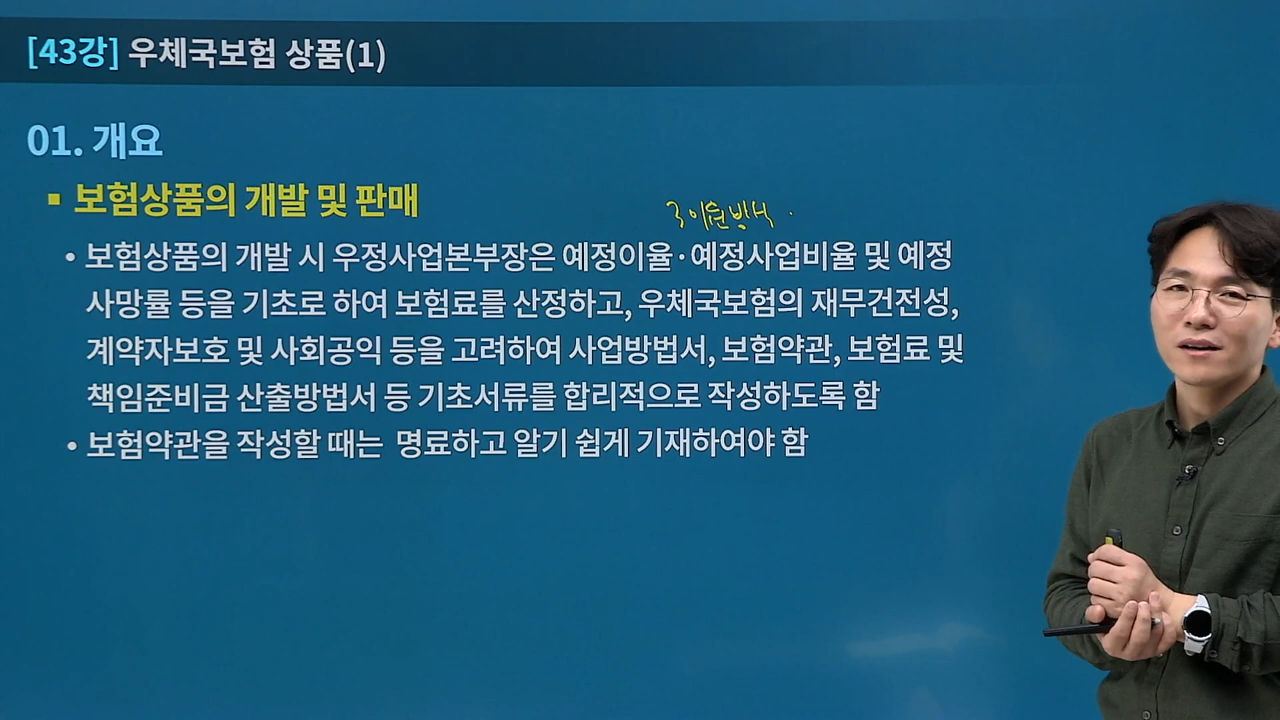 [43강] 우체국보험 상품(1)
01. 개요
▪ 보험상품의 개발 및 판매
3이원방식.
• 보험상품의 개발 시 우정사업본부장은 예정이율·예정사업비율 및 예정
사망률 등을 기초로 하여 보험료를 산정하고, 우체국보험의 재무건전성,
계약자보호 및 사회공익 등을 고려하여 사업방법서, 보험약관, 보험료 및
책임준비금 산출방법서 등 기초서류를 합리적으로 작성하도록 함
• 보험약관을 작성할 때는 명료하고 알기 쉽게 기재하여야 함